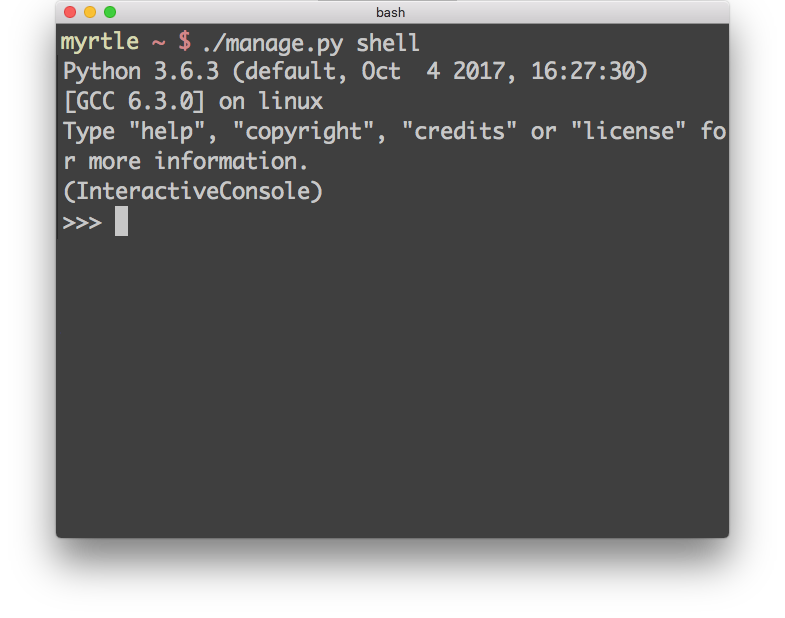 bash
myrtle ~ $ ./manage.py shell
Python 3.6.3 (default, Oct  4 2017, 16:27:30)
[GCC 6.3.0] on linux
Type "help", "copyright", "credits" or "license" fo
r more information.
(InteractiveConsole)
>>>